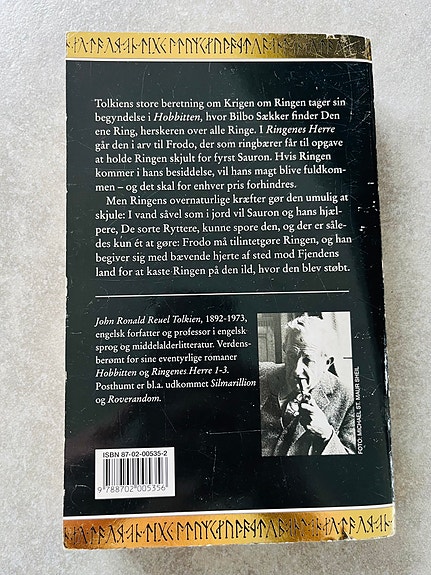 Tolkiens store beretning om Krigen om Ringen tager sin
begyndelse i Hobbitten, hvor Bilbo Sækker finder Den
ene Ring, herskeren over alle Ringe. I Ringenes Herre
går den i arv til Frodo, der som ringbærer får til opgave
at holde Ringen skjult for fyrst Sauron. Hvis Ringen
kommer i hans besiddelse, vil hans magt blive fuldkom-
men – og det skal for enhver pris forhindres.
Men Ringens overnaturlige kræfter gør den umulig at
skjule: I vand såvel som i jord vil Sauron og hans hjæl-
pere, De sorte Ryttere, kunne spore den, og der er såle-
des kun ét at gøre: Frodo må tilintetgøre Ringen, og han
begiver sig med bævende hjerte af sted mod Fjendens
land for at kaste Ringen på den ild, hvor den blev støbt.
John Ronald Reuel Tolkien, 1892-1973,
engelsk forfatter og professor i engelsk
sprog og middelalderlitteratur. Verdens-
berømt for sine eventyrlige romaner
Hobbitten og Ringenes Herre 1-3.
Posthumt er bl.a. udkommet Silmarillion
og Roverandom.
FOTO: MICHAEL ST. MAUR SHEIL
ISBN 87-02-00535-2
9788702005356